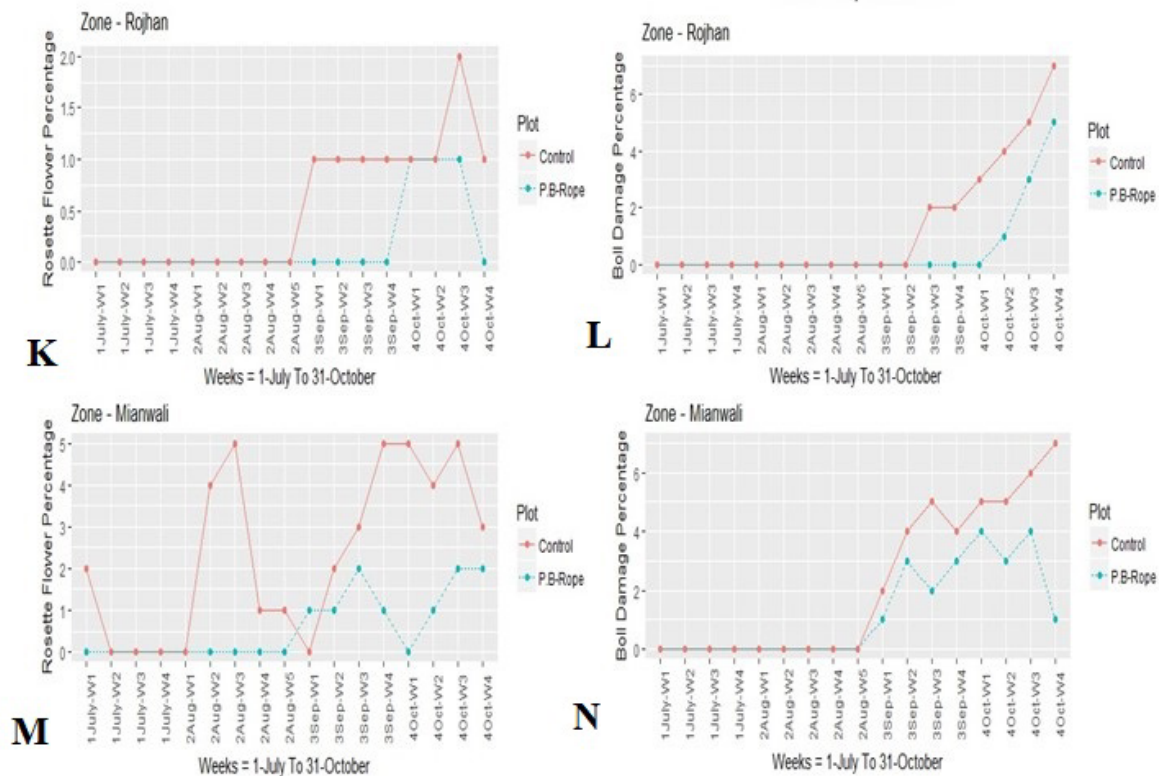 Zone - Rojhan
Rosette Flower Percentage
2.0
1.5
1.0
0.5
0.0
1July-W1
1July-W2
1July-W3
1July-W4
2Aug-W1
2Aug-W2
2Aug-W3
2Aug-W4
2Aug-W5
3Sep-W1
3Sep-W2
3Sep-W3
3Sep-W4
4Oct-W1
4Oct-W2
4Oct-W3
4Oct-W4
Weeks = 1-July To 31-October
Plot
Control
P.B-Rope
K
Zone - Rojhan
Boll Damage Percentage
6
4
2
0
1July-W1
1July-W2
1July-W3
1July-W4
2Aug-W1
2Aug-W2
2Aug-W3
2Aug-W4
2Aug-W5
3Sep-W1
3Sep-W2
3Sep-W3
3Sep-W4
4Oct-W1
4Oct-W2
4Oct-W3
4Oct-W4
Weeks = 1-July To 31-October
Plot
Control
P.B-Rope
L
Zone - Mianwali
Rosette Flower Percentage
5
4
3
2
1
0
1July-W1
1July-W2
1July-W3
1July-W4
2Aug-W1
2Aug-W2
2Aug-W3
2Aug-W4
2Aug-W5
3Sep-W1
3Sep-W2
3Sep-W3
3Sep-W4
4Oct-W1
4Oct-W2
4Oct-W3
4Oct-W4
Weeks = 1-July To 31-October
Plot
Control
P.B-Rope
M
Zone - Mianwali
Boll Damage Percentage
6
4
2
0
1July-W1
1July-W2
1July-W3
1July-W4
2Aug-W1
2Aug-W2
2Aug-W3
2Aug-W4
2Aug-W5
3Sep-W1
3Sep-W2
3Sep-W3
3Sep-W4
4Oct-W1
4Oct-W2
4Oct-W3
4Oct-W4
Weeks = 1-July To 31-October
Plot
Control
P.B-Rope
N